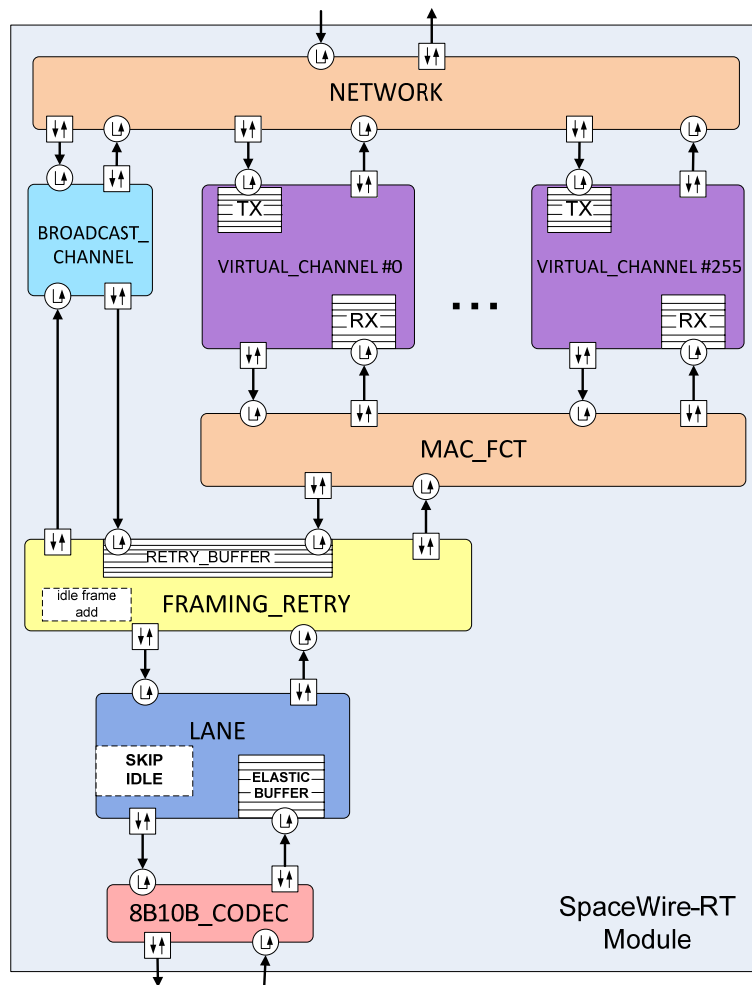 NETWORK
BROADCAST_
CHANNEL
TX
VIRTUAL_CHANNEL #0
RX
...
TX
VIRTUAL_CHANNEL #255
RX
MAC_FCT
RETRY_BUFFER
idle frame
add
FRAMING_RETRY
LANE
SKIP
IDLE
ELASTIC
BUFFER
8B10B_CODEC
SpaceWire-RT
Module